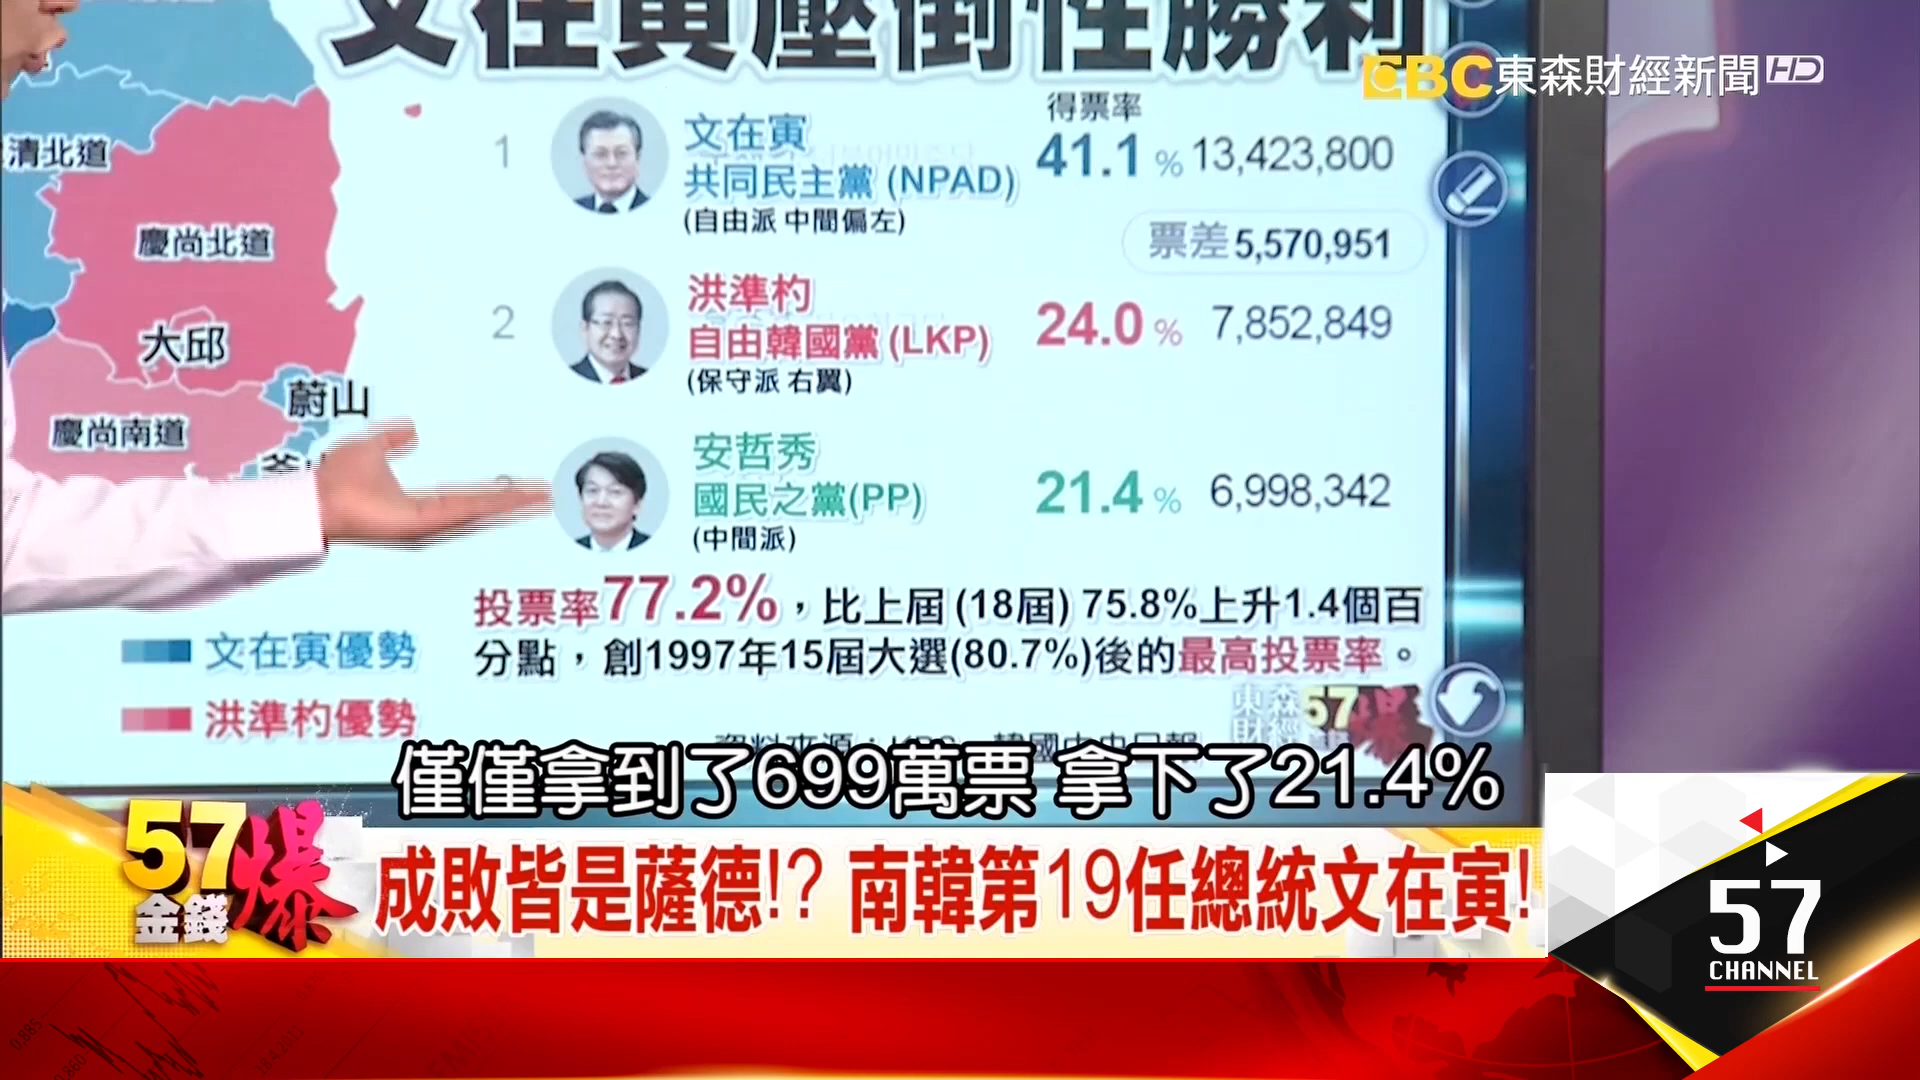 文在寅壓倒性勝利
EBC東森財經新聞HD
得票率
1
文在寅
共同民主黨 (NPAD)
(自由派 中間偏左)
41.1 % 13,423,800
票差 5,570,951
2
洪準杓
自由韓國黨 (LKP)
(保守派 右翼)
24.0 % 7,852,849
安哲秀
國民之黨(PP)
(中間派)
21.4 % 6,998,342
清北道
慶尚北道
大邱
蔚山
慶尚南道
投票率77.2%，比上屆 (18屆) 75.8%上升1.4個百
分點，創1997年15屆大選(80.7%)後的最高投票率。
文在寅優勢
洪準杓優勢
東森
財經
57爆
僅僅拿到了699萬票 拿下了21.4%
57
金錢
爆
成敗皆是薩德!? 南韓第19任總統文在寅!
57
CHANNEL